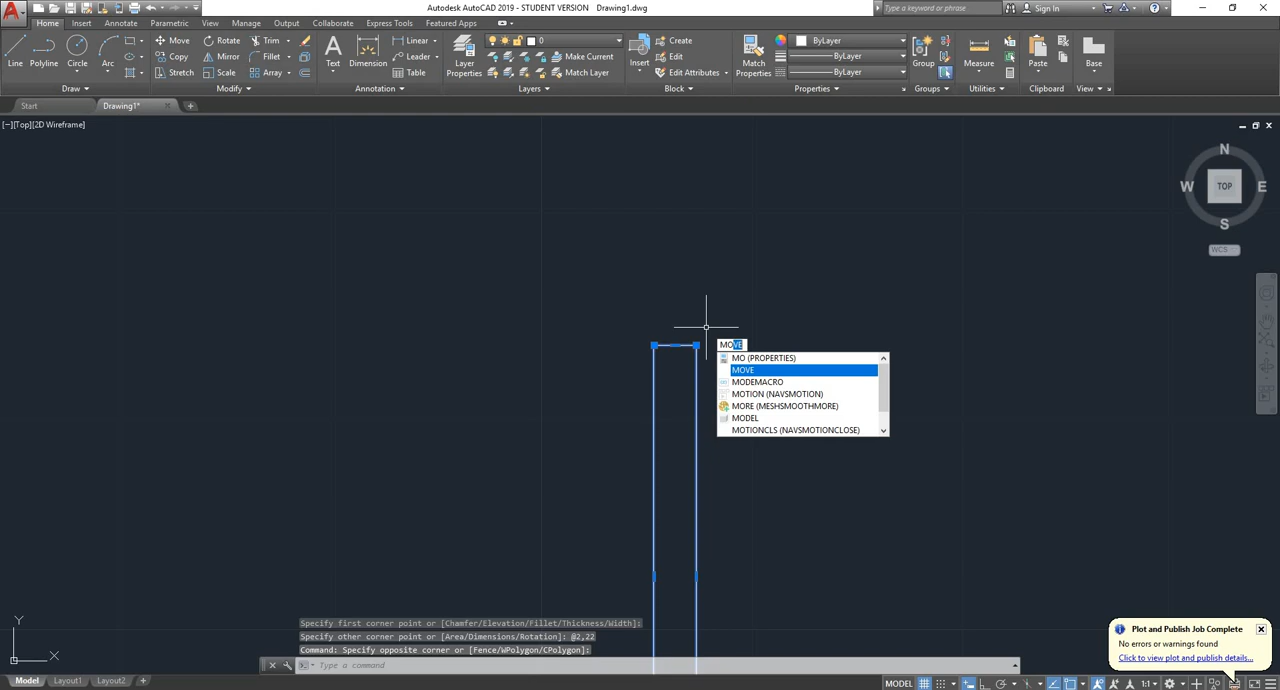 Autodesk AutoCAD 2019 - STUDENT VERSION Drawing1.dwg
Type a keyword or phrase
Sign In
Home Insert Annotate Parametric View Manage Output Collaborate Express Tools Featured Apps
Line Polyline Circle Arc
Move Rotate Trim
Copy Mirror Fillet
Stretch Scale Array
Text Dimension
Linear
Leader
Table
Layer Properties
0
Make Current
Match Layer
Insert
Create
Edit
Edit Attributes
Match Properties
ByLayer
ByLayer
ByLayer
Group
Measure
Paste
Base
Draw Modify Annotation Layers Block Properties Groups Utilities Clipboard View
Start Drawing1*
[−][Top][2D Wireframe]
N
W TOP E
S
WCS
MOVE
MO (PROPERTIES)
MOVE
MODEMACRO
MOTION (NAVSMOTION)
MORE (MESHSMOOTHMORE)
MODEL
MOTIONCLS (NAVSMOTIONCLOSE)
Y
X
Specify first corner point or [Chamfer/Elevation/Fillet/Thickness/Width]:
Specify other corner point or [Area/Dimensions/Rotation]: @2,22
Command: Specify opposite corner or [Fence/WPolygon/CPolygon]:
Type a command
Plot and Publish Job Complete
No errors or warnings found
Click to view plot and publish details...
Model Layout1 Layout2 +
MODEL
1:1